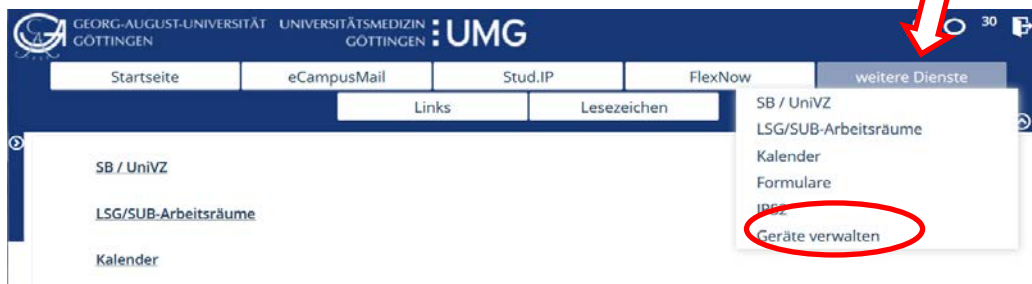 GEORG-AUGUST-UNIVERSITÄT UNIVERSITÄTSMEDIZIN UMG
GÖTTINGEN GÖTTINGEN
30
Startseite eCampusMail Stud.IP FlexNow weitere Dienste
Links Lesezeichen
SB / UniVZ
LSG/SUB-Arbeitsräume
Kalender
Formulare
Geräte verwalten
SB / UniVZ
LSG/SUB-Arbeitsräume
Kalender